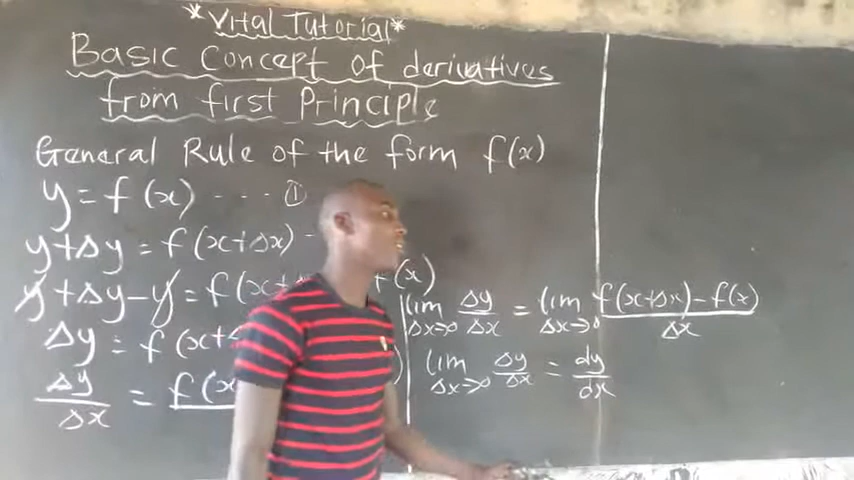 *Vital Tutorial*
Basic Concept of derivatives
from first Principle
General Rule of the form f(x)
y = f(x) - - - ①
y+Δy = f(x+Δx) -
y+Δy-y = f(x+ f(x)
Δy = f(x+ )
Δy/Δx = f(x
lim Δx→0 Δy/Δx = lim Δx→0 f(x+Δx)-f(x)/Δx
lim Δx→0 Δy/Δx = dy/dx